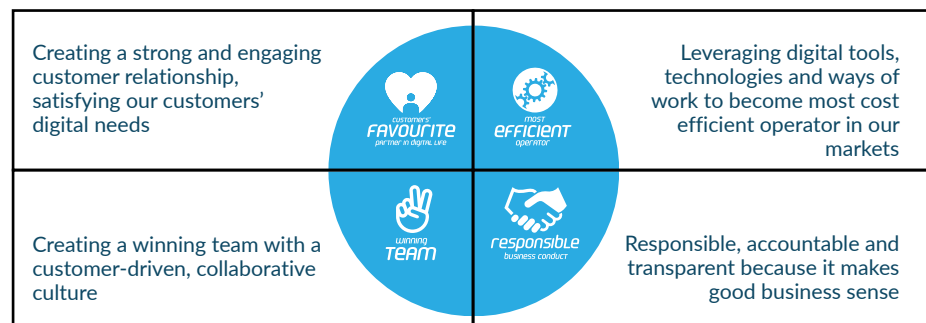 Creating a strong and engaging
customer relationship,
satisfying our customers’
digital needs
customers’
FAVOURITE
partner in digital life
most
efficient
operator
Leveraging digital tools,
technologies and ways of
work to become most cost
efficient operator in our
markets
Creating a winning team with a
customer-driven, collaborative
culture
winning
team
responsible
business conduct
Responsible, accountable and
transparent because it makes
good business sense